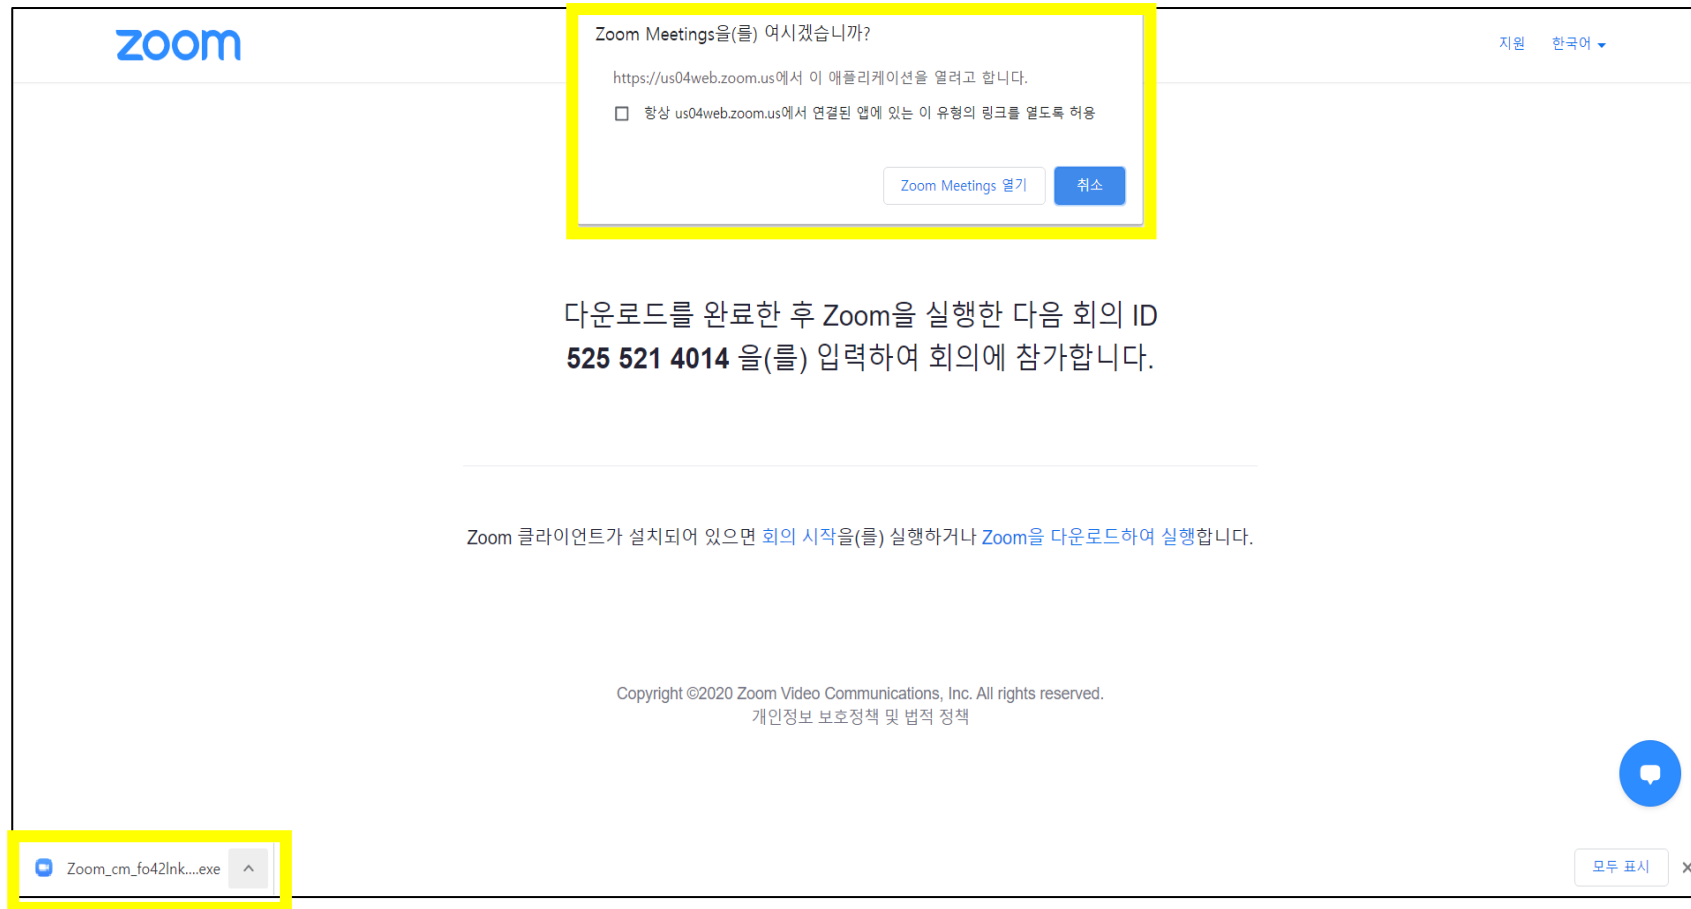 zoom
Zoom Meetings을(를) 여시겠습니까?
지원 한국어
https://us04web.zoom.us에서 이 애플리케이션을 열려고 합니다.
항상 us04web.zoom.us에서 연결된 앱에 있는 이 유형의 링크를 열도록 허용
Zoom Meetings 열기 취소
다운로드를 완료한 후 Zoom을 실행한 다음 회의 ID
525 521 4014 을(를) 입력하여 회의에 참가합니다.
Zoom 클라이언트가 설치되어 있으면 회의 시작을(를) 실행하거나 Zoom을 다운로드하여 실행합니다.
Copyright ©2020 Zoom Video Communications, Inc. All rights reserved.
개인정보 보호정책 및 법적 정책
Zoom_cm_fo42lnk....exe
모두 표시